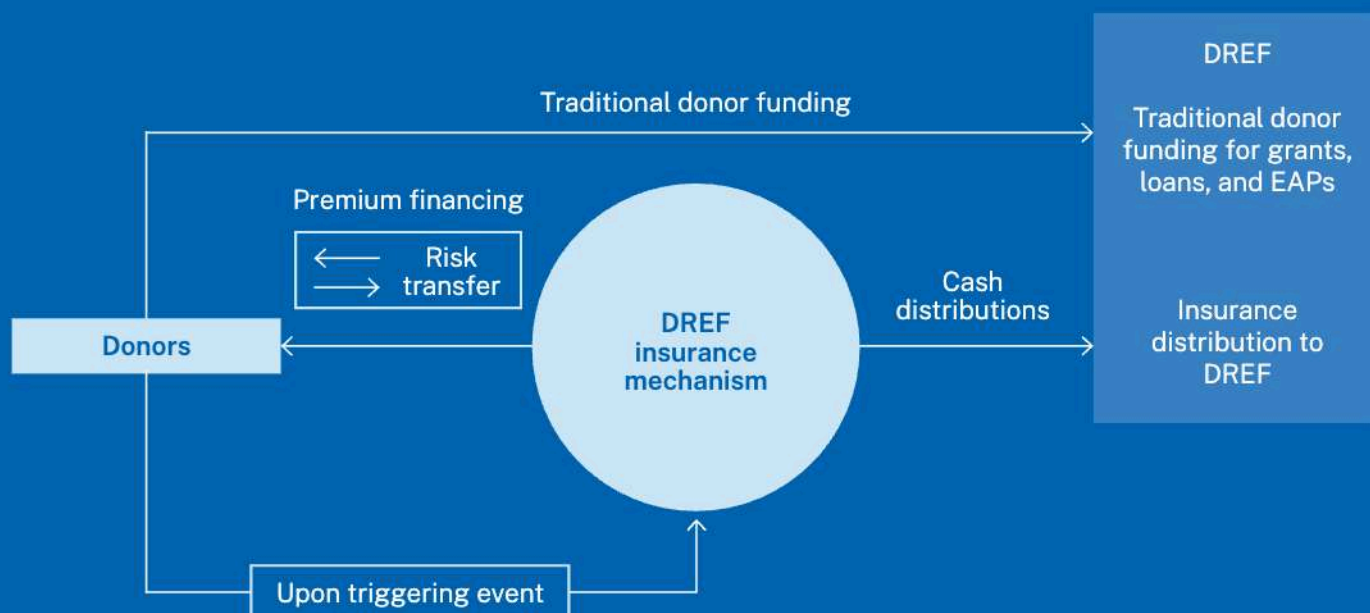 Traditional donor funding
Premium financing
Risk
transfer
Donors
DREF
insurance
mechanism
Cash
distributions
DREF
Traditional donor
funding for grants,
loans, and EAPs
Insurance
distribution to
DREF
Upon triggering event